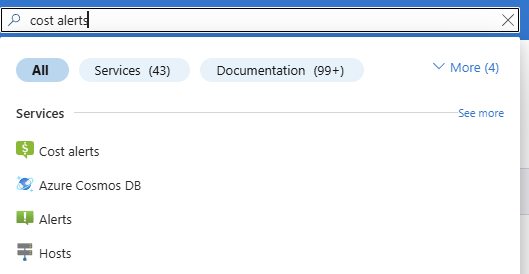 cost alerts
All Services (43) Documentation (99+) More (4)
Services See more
Cost alerts
Azure Cosmos DB
Alerts
Hosts